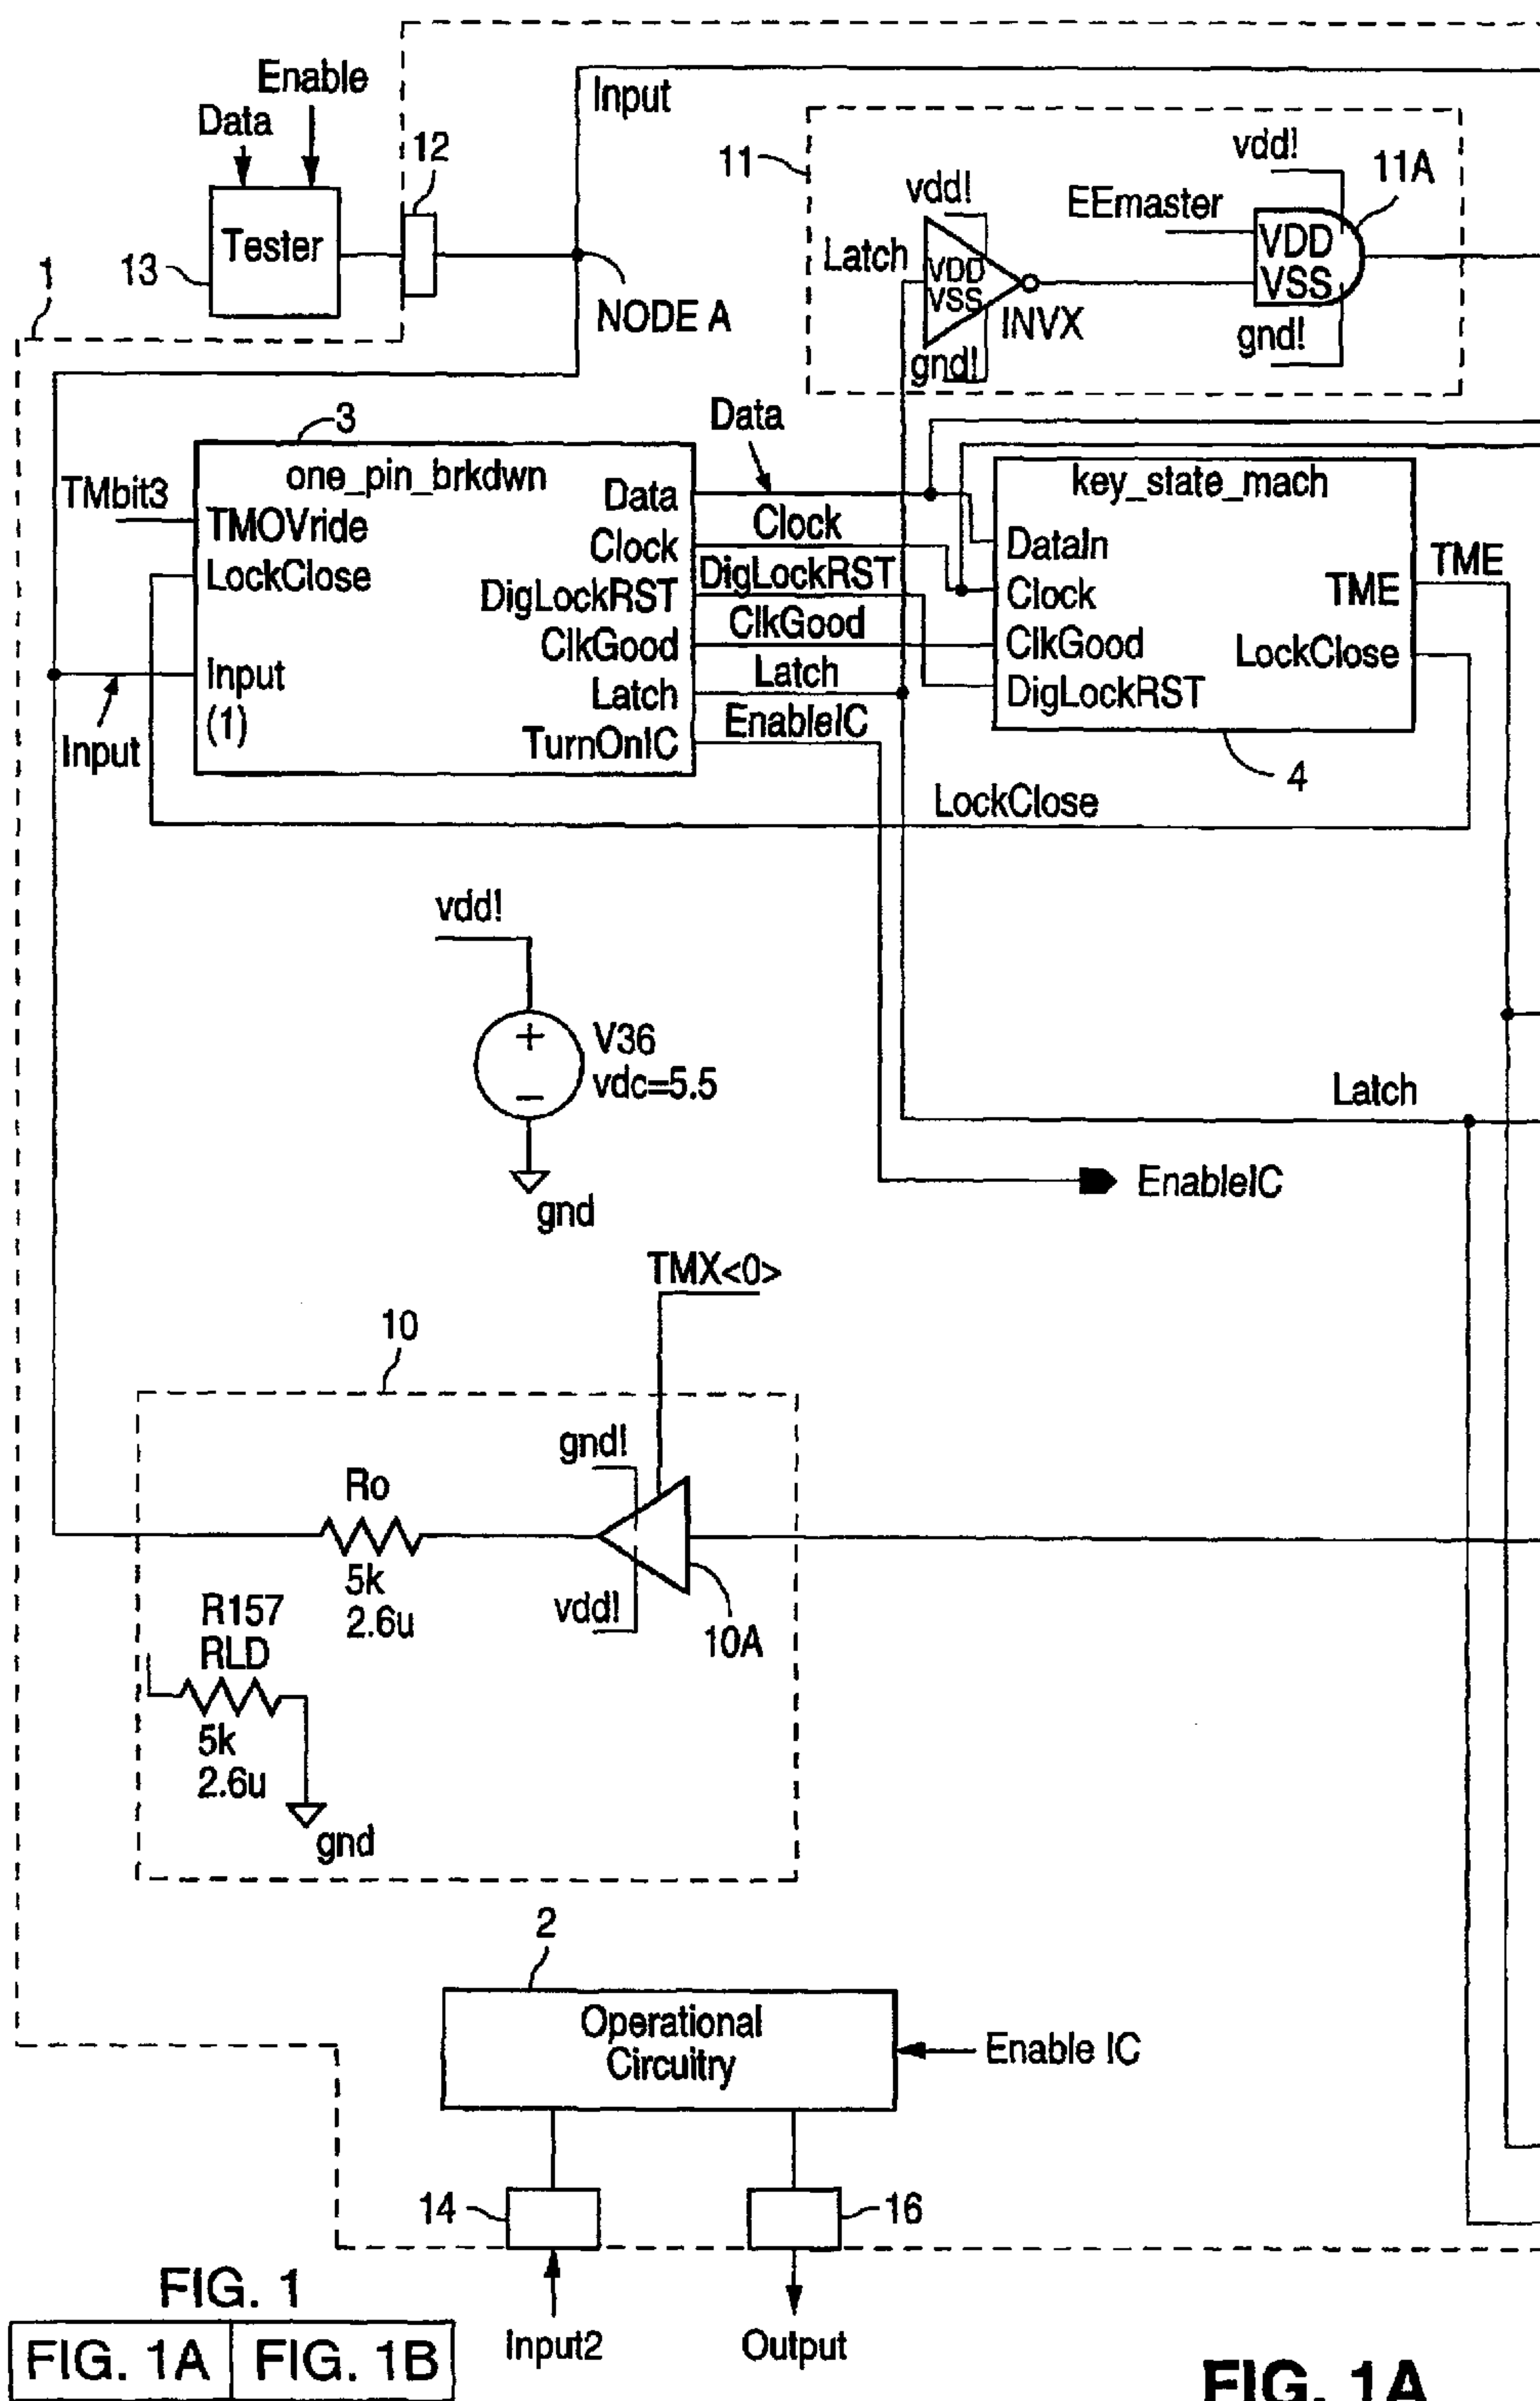 Enable
Data
Input
12
11
vdd!
11A
vdd!
EEmaster
VDD
VSS
Tester
13
1
Latch
VDD
VSS
INVX
gnd!
gnd!
NODE A
3
Data
one_pin_brkdwn
key_state_mach
TMbit3
TMOVride
LockClose
Input
(1)
Input
Data
Clock
DigLockRST
ClkGood
Latch
TurnOnIC
Clock
DigLockRST
ClkGood
Latch
EnableIC
DataIn
Clock
ClkGood
DigLockRST
TME
LockClose
TME
4
LockClose
vdd!
+
V36
vdc=5.5
–
gnd
Latch
EnableIC
TMX<0>
10
gnd!
Ro
5k
2.6u
vdd!
10A
R157
RLD
5k
2.6u
gnd
2
Operational
Circuitry
Enable IC
14
16
Input2
Output
FIG. 1
FIG. 1A
FIG. 1B
FIG. 1A